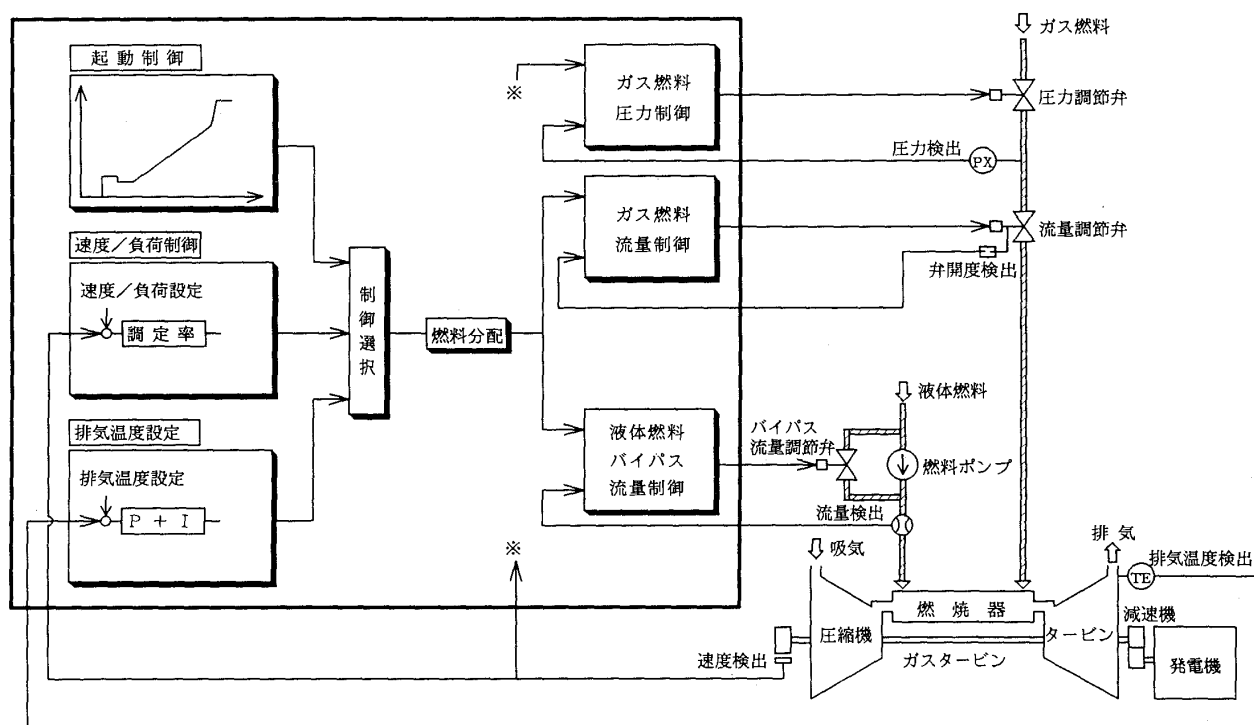 起動制御
速度／負荷制御
速度／負荷設定
調定率
排気温度設定
排気温度設定
P + I
制御選択
燃料分配
※
ガス燃料
圧力制御
ガス燃料
流量制御
液体燃料
バイパス
流量制御
※
ガス燃料
圧力調節弁
圧力検出
PX
流量調節弁
弁開度検出
液体燃料
バイパス
流量調節弁
燃料ポンプ
流量検出
吸気
排気
排気温度検出
TE
燃焼器
減速機
圧縮機
タービン
速度検出
ガスタービン
発電機